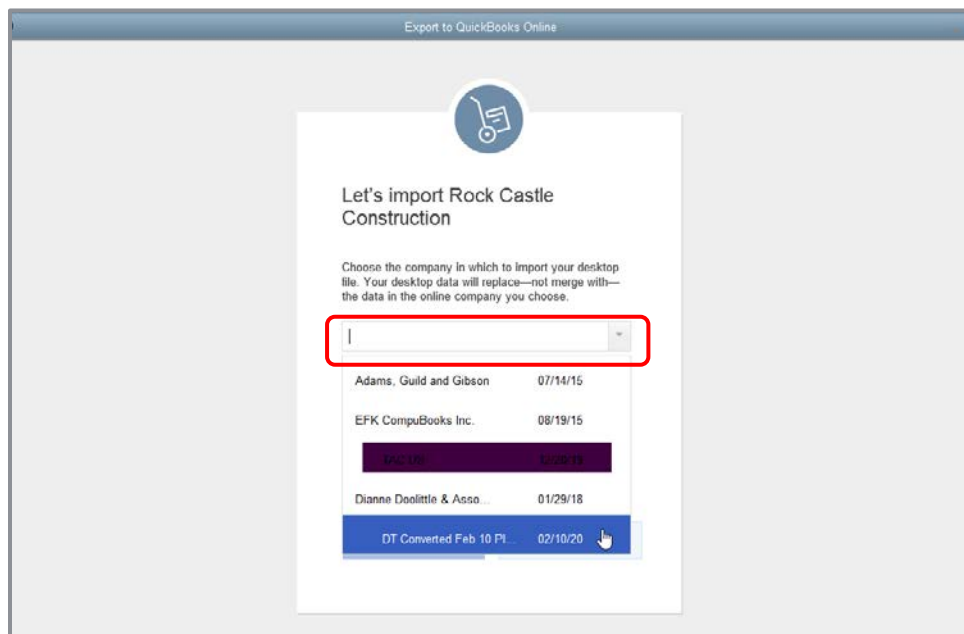 Export to QuickBooks Online
Let's import Rock Castle
Construction
Choose the company in which to import your desktop
file. Your desktop data will replace—not merge with—
the data in the online company you choose.
Adams, Guild and Gibson 07/14/15
EFK CompuBooks Inc. 08/19/15
Dianne Doolittle & Asso... 01/29/18
DT Converted Feb 10 Pl... 02/10/20